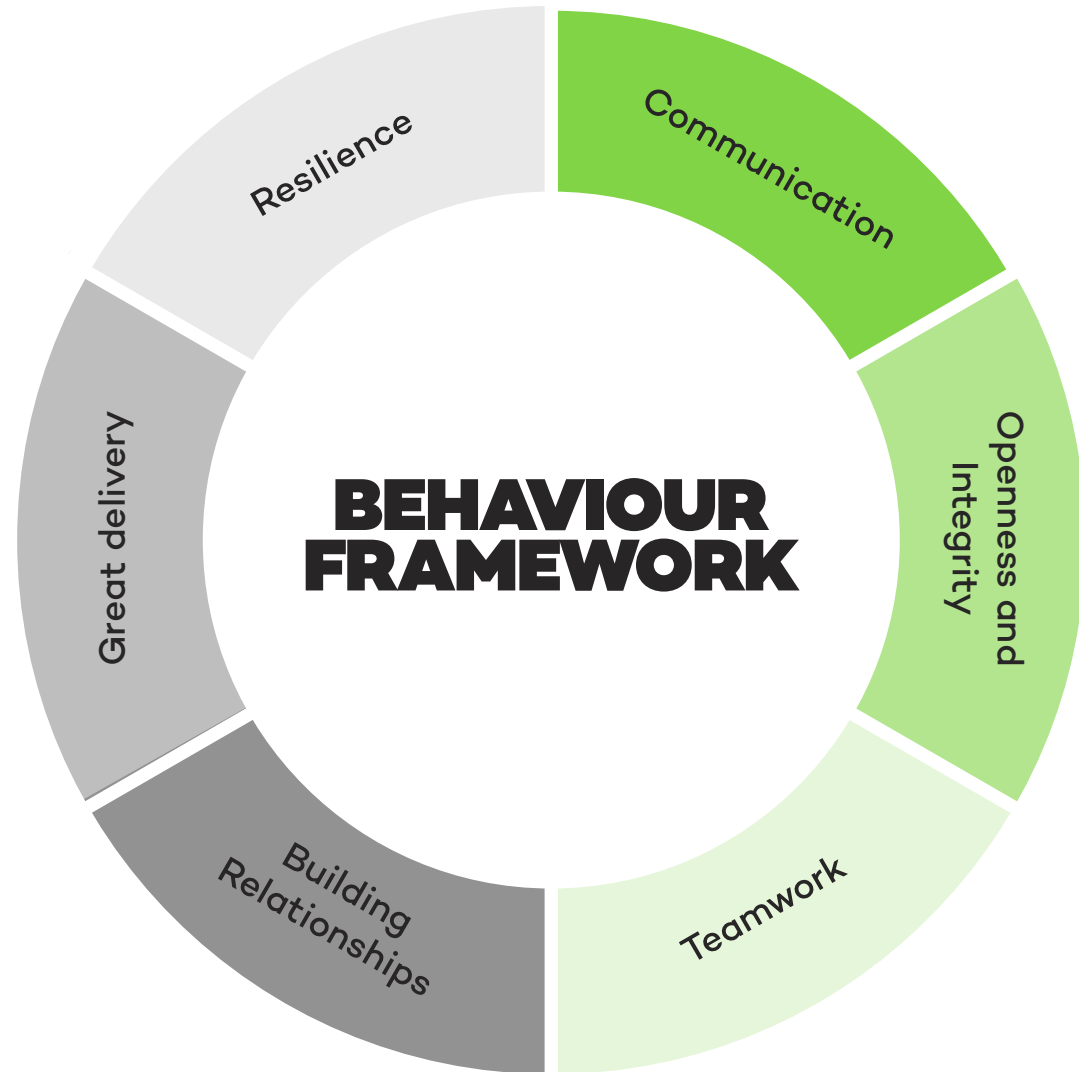 BEHAVIOUR
FRAMEWORK
Communication
Openness and
Integrity
Teamwork
Building
Relationships
Great delivery
Resilience